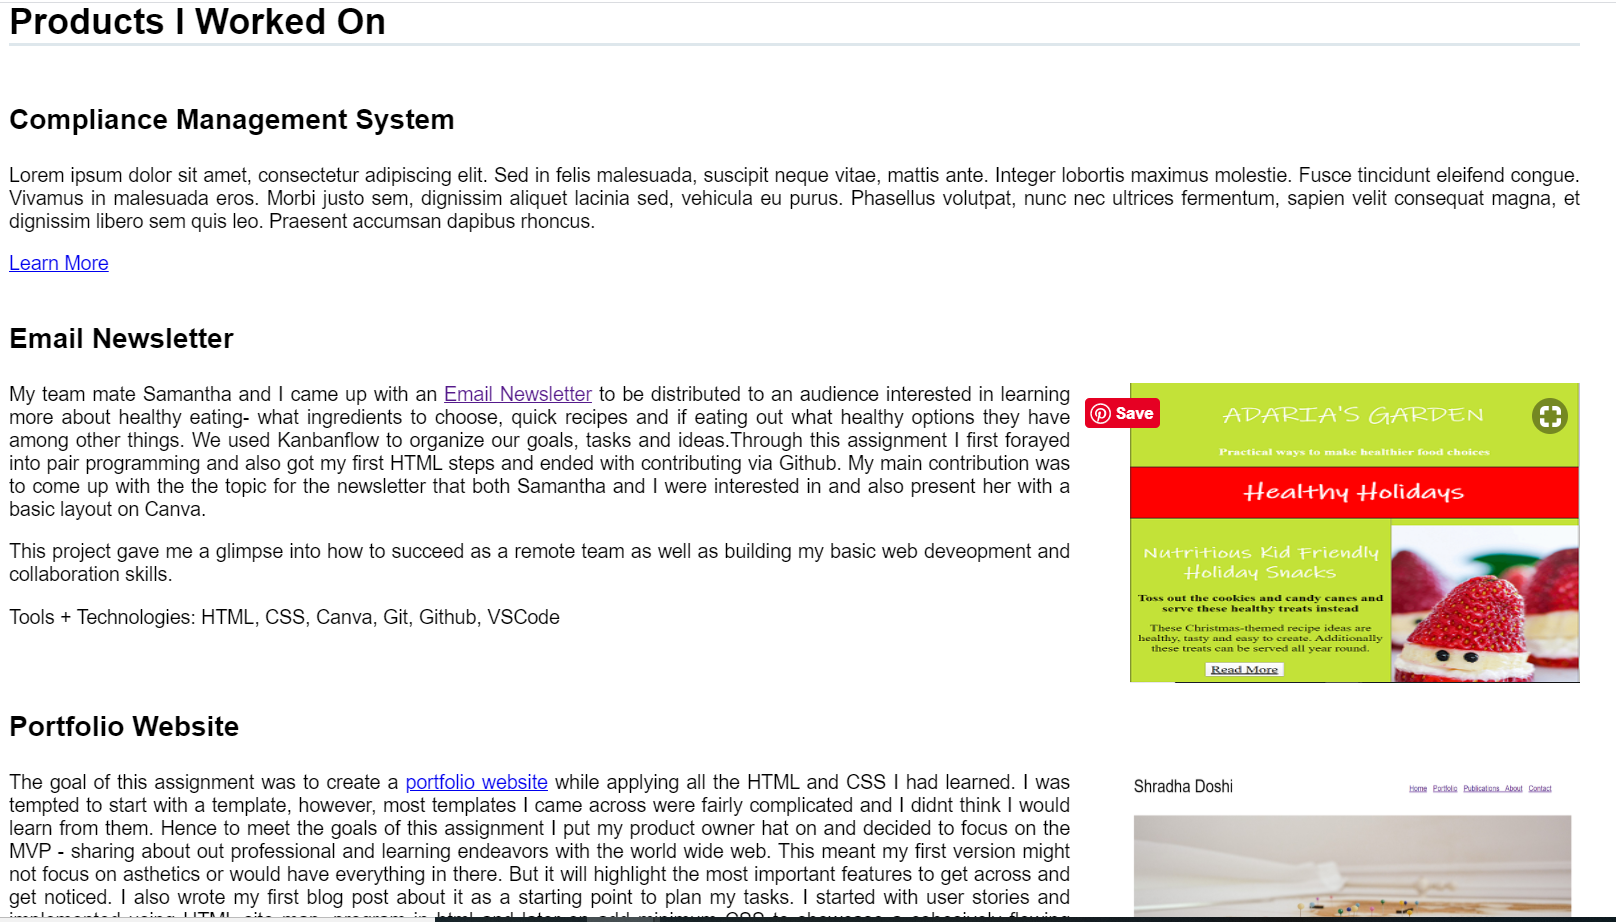 Products I Worked On
Compliance Management System
Lorem ipsum dolor sit amet, consectetur adipiscing elit. Sed in felis malesuada, suscipit neque vitae, mattis ante. Integer lobortis maximus molestie. Fusce tincidunt eleifend congue.
Vivamus in malesuada eros. Morbi justo sem, dignissim aliquet lacinia sed, vehicula eu purus. Phasellus volutpat, nunc nec ultrices fermentum, sapien velit consequat magna, et
dignissim libero sem quis leo. Praesent accumsan dapibus rhoncus.
Learn More
Email Newsletter
My team mate Samantha and I came up with an Email Newsletter to be distributed to an audience interested in learning
more about healthy eating- what ingredients to choose, quick recipes and if eating out what healthy options they have
among other things. We used Kanbanflow to organize our goals, tasks and ideas.Through this assignment I first forayed
into pair programming and also got my first HTML steps and ended with contributing via Github. My main contribution was
to come up with the the topic for the newsletter that both Samantha and I were interested in and also present her with a
basic layout on Canva.
This project gave me a glimpse into how to succeed as a remote team as well as building my basic web deveopment and
collaboration skills.
Tools + Technologies: HTML, CSS, Canva, Git, Github, VSCode
Save
ADARIA'S GARDEN
Practical ways to make healthier food choices
Healthy Holidays
Nutritious Kid Friendly
Holiday Snacks
Toss out the cookies and candy canes and
serve these healthy treats instead
These Christmas-themed recipe ideas are
healthy, tasty and easy to create. Additionally
these treats can be served all year round.
Read More
Portfolio Website
The goal of this assignment was to create a portfolio website while applying all the HTML and CSS I had learned. I was
tempted to start with a template, however, most templates I came across were fairly complicated and I didnt think I would
learn from them. Hence to meet the goals of this assignment I put my product owner hat on and decided to focus on the
MVP - sharing about out professional and learning endeavors with the world wide web. This meant my first version might
not focus on asthetics or would have everything in there. But it will highlight the most important features to get across and
get noticed. I also wrote my first blog post about it as a starting point to plan my tasks. I started with user stories and
implemented using HTML site map, program in html and later on add minimum CSS to showcase a cohesively flowing
Shradha Doshi
Home Portfolio Publications About Contact